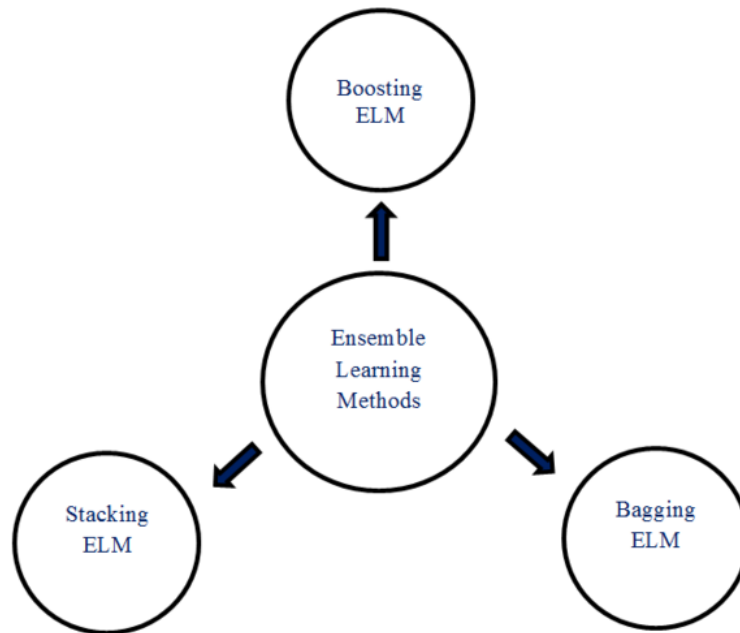 Boosting
ELM
Ensemble
Learning
Methods
Stacking
ELM
Bagging
ELM